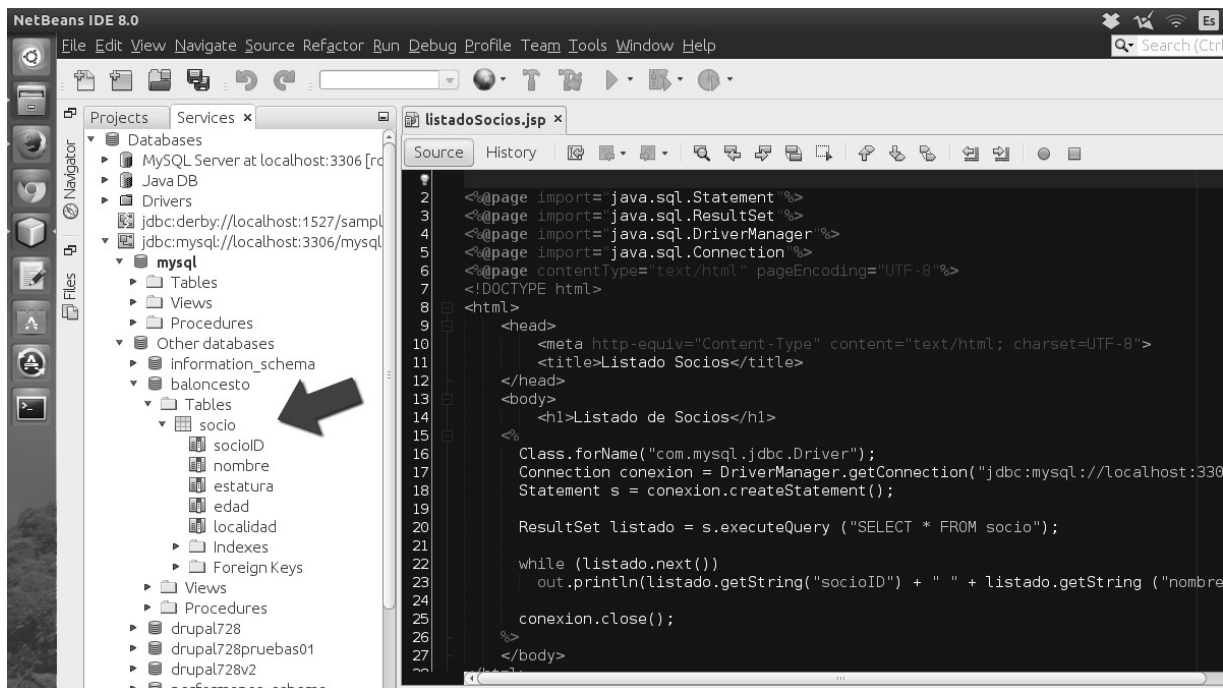 NetBeans IDE 8.0
Es
File Edit View Navigate Source Refactor Run Debug Profile Team Tools Window Help
Search (Ctrl
Projects
Services ×
Navigator
Files
Databases
MySQL Server at localhost:3306 [ro
Java DB
Drivers
jdbc:derby://localhost:1527/sampl
jdbc:mysql://localhost:3306/mysql
mysql
Tables
Views
Procedures
Other databases
information_schema
baloncesto
Tables
socio
socioID
nombre
estatura
edad
localidad
Indexes
Foreign Keys
Views
Procedures
drupal728
drupal728pruebas01
drupal728v2
performance_schema
listadoSocios.jsp ×
Source History
2 <%@page import="java.sql.Statement"%>
3 <%@page import="java.sql.ResultSet"%>
4 <%@page import="java.sql.DriverManager"%>
5 <%@page import="java.sql.Connection"%>
6 <%@page contentType="text/html" pageEncoding="UTF-8"%>
7 <!DOCTYPE html>
8 <html>
9 <head>
10 <meta http-equiv="Content-Type" content="text/html; charset=UTF-8">
11 <title>Listado Socios</title>
12 </head>
13 <body>
14 <h1>Listado de Socios</h1>
15 <%
16 Class.forName("com.mysql.jdbc.Driver");
17 Connection conexion = DriverManager.getConnection("jdbc:mysql://localhost:330
18 Statement s = conexion.createStatement();
19
20 ResultSet listado = s.executeQuery ("SELECT * FROM socio");
21
22 while (listado.next())
23 out.println(listado.getString("socioID") + " " + listado.getString ("nombre
24
25 conexion.close();
26 %>
27 </body>
28 </html>